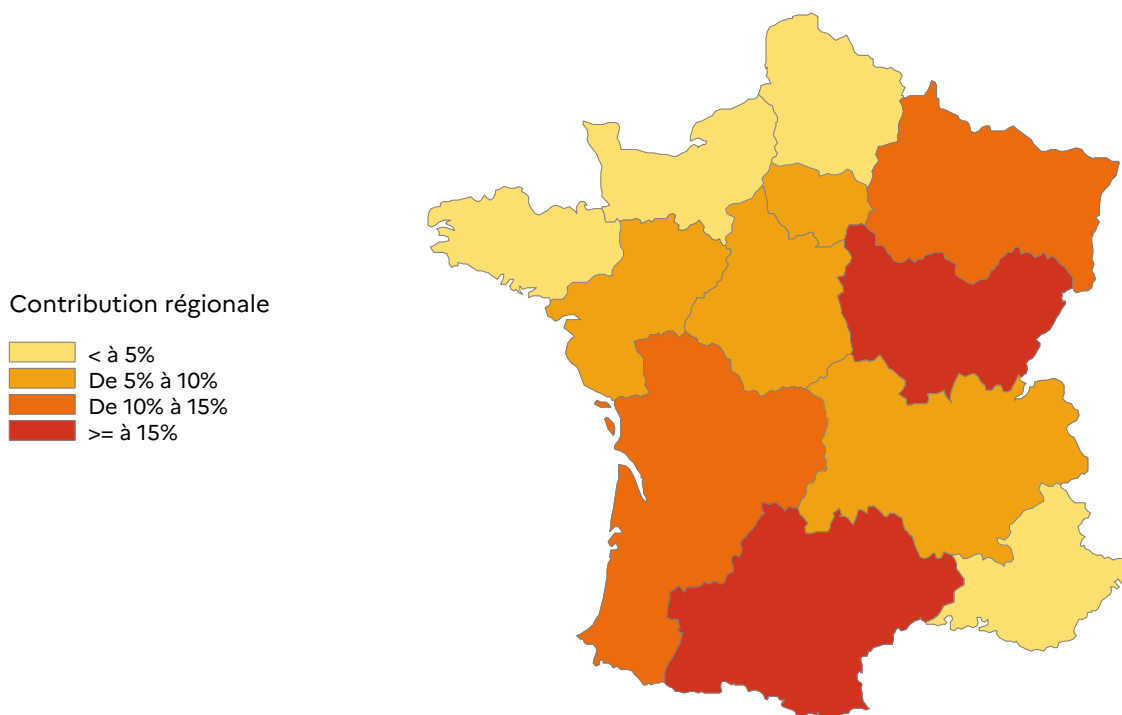 Contribution régionale
< à 5%
De 5% à 10%
De 10% à 15%
>= à 15%